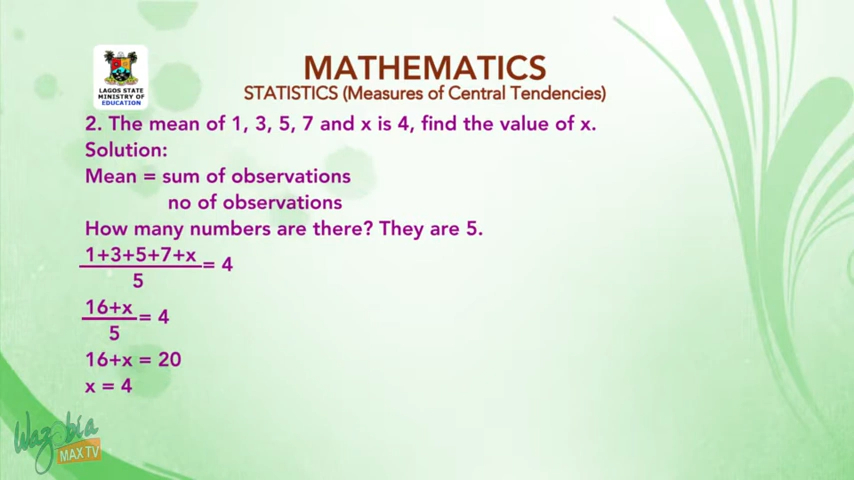 MATHEMATICS
STATISTICS (Measures of Central Tendencies)
LAGOS STATE
MINISTRY OF
EDUCATION
2. The mean of 1, 3, 5, 7 and x is 4, find the value of x.
Solution:
Mean = sum of observations
no of observations
How many numbers are there? They are 5.
1+3+5+7+x = 4
5
16+x = 4
5
16+x = 20
x = 4
Wazobia
MAX TV